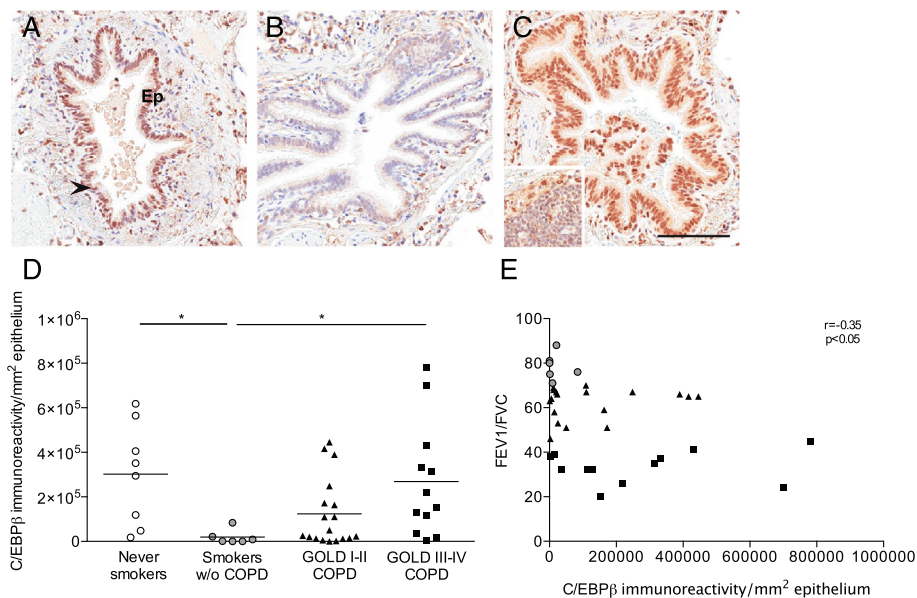 A
B
C
Ep
D
E
C/EBPβ immunoreactivity/mm² epithelium
1×10⁶
8×10⁵
6×10⁵
4×10⁵
2×10⁵
0
*
*
Never smokers
Smokers w/o COPD
GOLD I-II COPD
GOLD III-IV COPD
FEV1/FVC
100
80
60
40
20
0
r=-0.35
p<0.05
0
200000
400000
600000
800000
1000000
C/EBPβ immunoreactivity/mm² epithelium